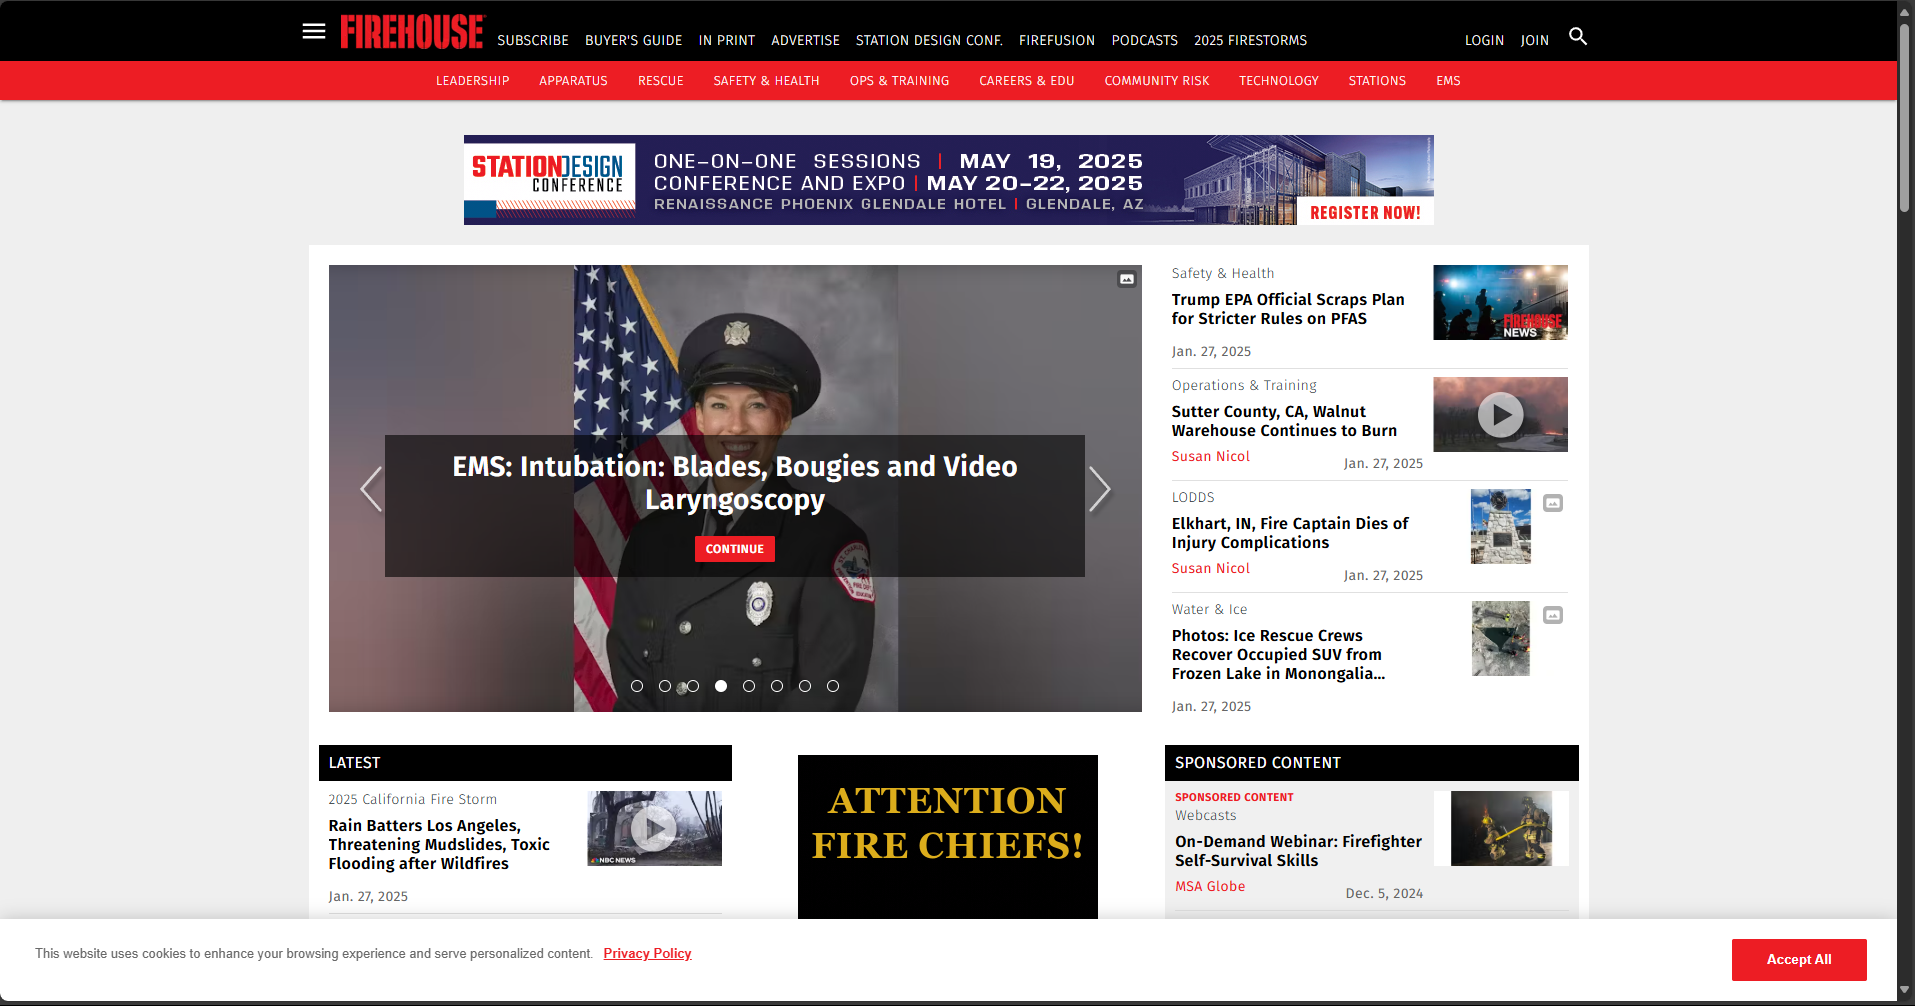 FIREHOUSE
SUBSCRIBE BUYER'S GUIDE IN PRINT ADVERTISE STATION DESIGN CONF. FIREFUSION PODCASTS 2025 FIRESTORMS
LOGIN JOIN
LEADERSHIP APPARATUS RESCUE SAFETY & HEALTH OPS & TRAINING CAREERS & EDU COMMUNITY RISK TECHNOLOGY STATIONS EMS
STATIONDESIGN
CONFERENCE
ONE-ON-ONE SESSIONS | MAY 19, 2025
CONFERENCE AND EXPO | MAY 20-22, 2025
RENAISSANCE PHOENIX GLENDALE HOTEL | GLENDALE, AZ
REGISTER NOW!
EMS: Intubation: Blades, Bougies and Video
Laryngoscopy
CONTINUE
Safety & Health
Trump EPA Official Scraps Plan
for Stricter Rules on PFAS
Jan. 27, 2025
FIREHOUSE
NEWS
Operations & Training
Sutter County, CA, Walnut
Warehouse Continues to Burn
Susan Nicol
Jan. 27, 2025
LODDS
Elkhart, IN, Fire Captain Dies of
Injury Complications
Susan Nicol
Jan. 27, 2025
Water & Ice
Photos: Ice Rescue Crews
Recover Occupied SUV from
Frozen Lake in Monongalia...
Jan. 27, 2025
LATEST
2025 California Fire Storm
Rain Batters Los Angeles,
Threatening Mudslides, Toxic
Flooding after Wildfires
Jan. 27, 2025
NBC NEWS
ATTENTION
FIRE CHIEFS!
SPONSORED CONTENT
SPONSORED CONTENT
Webcasts
On-Demand Webinar: Firefighter
Self-Survival Skills
MSA Globe
Dec. 5, 2024
This website uses cookies to enhance your browsing experience and serve personalized content. Privacy Policy
Accept All